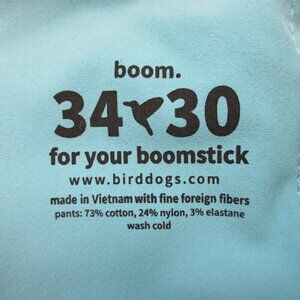 boom.
34 30
for your boomstick
www.birddogs.com
made in Vietnam with fine foreign fibers
pants: 73% cotton, 24% nylon, 3% elastane
wash cold